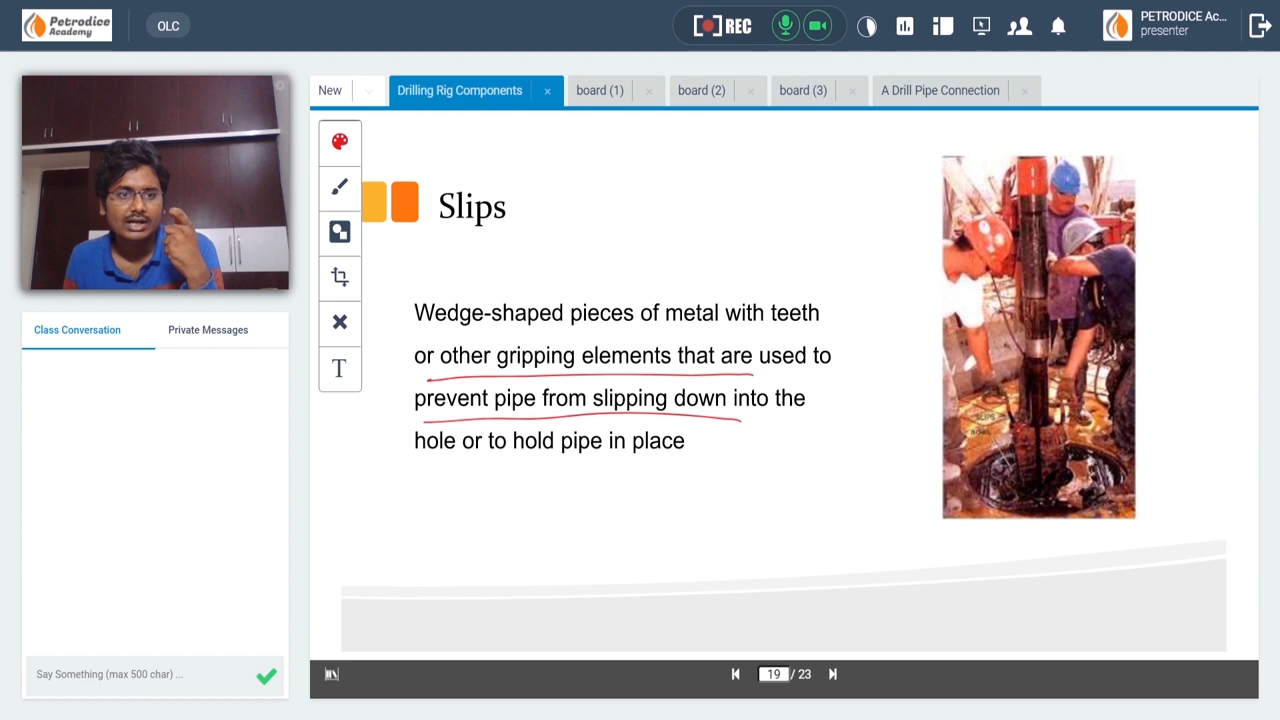 Petrodice
Academy
OLC
REC
PETRODICE Ac...
presenter
New
Drilling Rig Components
board (1)
board (2)
board (3)
A Drill Pipe Connection
Slips
Wedge-shaped pieces of metal with teeth
or other gripping elements that are used to
prevent pipe from slipping down into the
hole or to hold pipe in place
SLIPS
T
Class Conversation
Private Messages
Say Something (max 500 char) ...
19 / 23